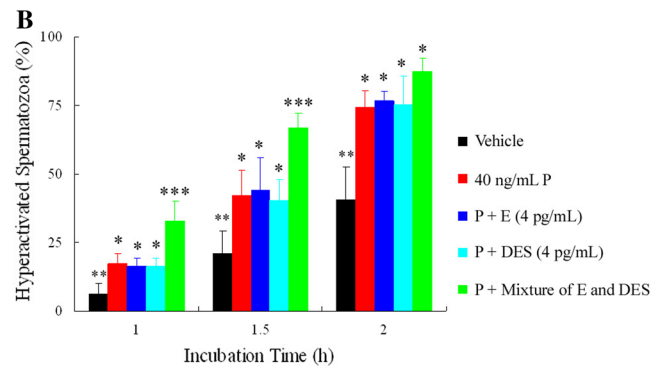 B
Hyperactivated Spermatozoa (%)
100
75
50
25
0
**
*
*
*
***
**
*
*
*
***
**
*
*
*
*
1
1.5
2
Incubation Time (h)
Vehicle
40 ng/mL P
P + E (4 pg/mL)
P + DES (4 pg/mL)
P + Mixture of E and DES